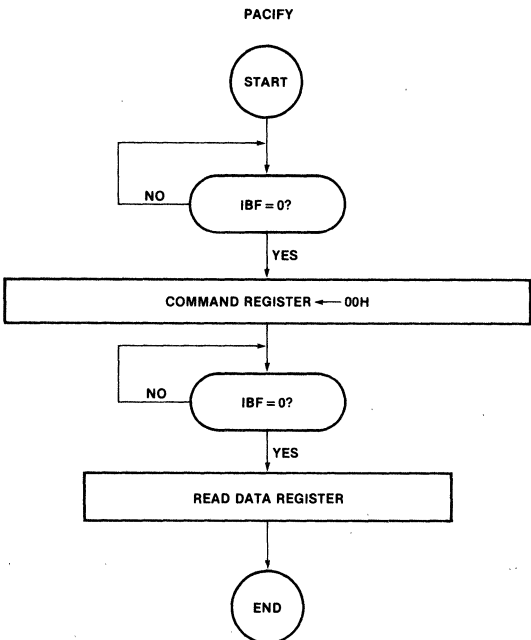 PACIFY
START
NO
IBF = 0?
YES
COMMAND REGISTER ← 00H
NO
IBF = 0?
YES
READ DATA REGISTER
END